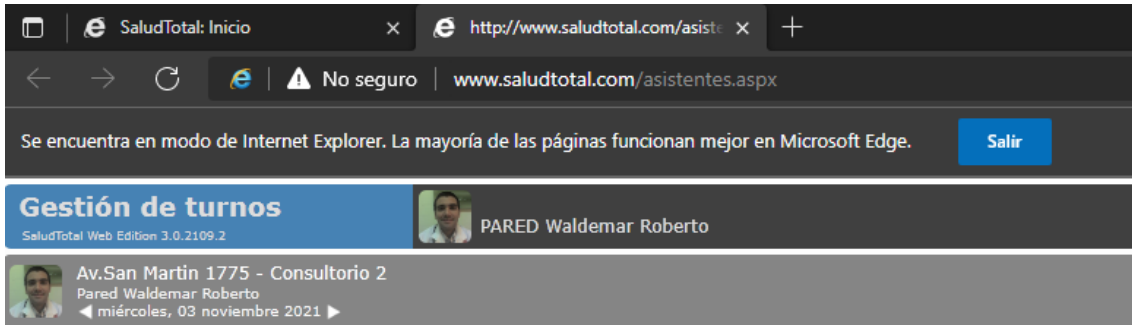 SaludTotal: Inicio
http://www.saludtotal.com/asiste
No seguro
www.saludtotal.com/asistentes.aspx
Se encuentra en modo de Internet Explorer. La mayoría de las páginas funcionan mejor en Microsoft Edge.
Salir
Gestión de turnos
SaludTotal Web Edition 3.0.2109.2
PARED Waldemar Roberto
Av.San Martin 1775 - Consultorio 2
Pared Waldemar Roberto
miércoles, 03 noviembre 2021